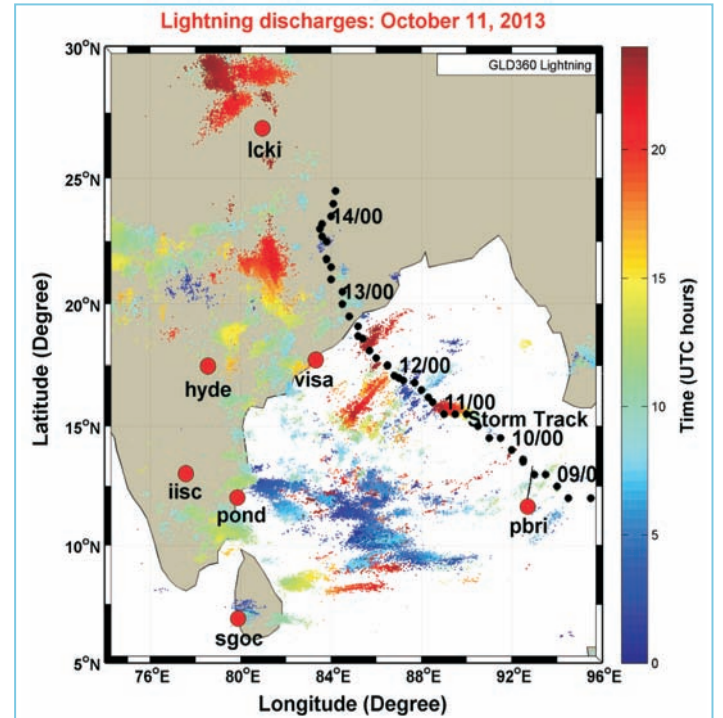 Lightning discharges: October 11, 2013
GLD360 Lightning
30°N
25°N
20°N
15°N
10°N
5°N
Latitude (Degree)
lcki
14/00
13/00
visa
hyde
12/00
11/00
Storm Track
10/00
09/0
iisc
pond
pbri
sgoc
76°E 80°E 84°E 88°E 92°E 96°E
Longitude (Degree)
20
15
10
5
0
Time (UTC hours)